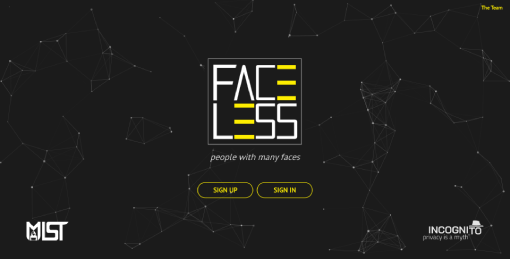 The Team
FACE
LESS
people with many faces
SIGN UP
SIGN IN
MIST
INCOGNITO
privacy is a myth